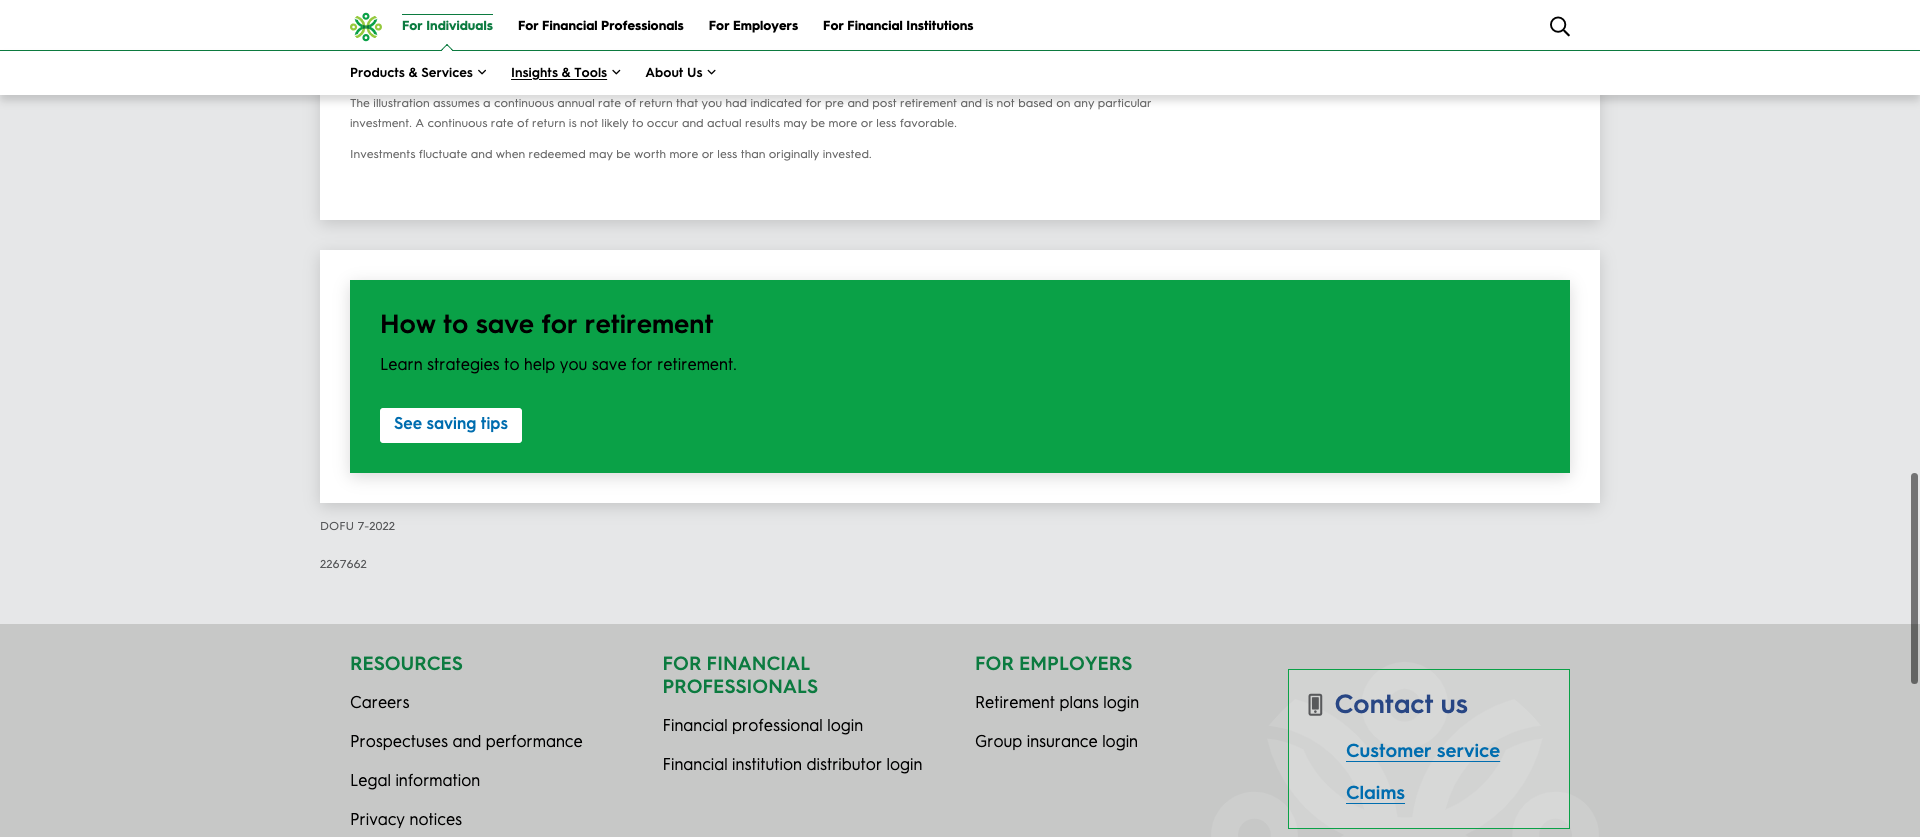 For Individuals
For Financial Professionals
For Employers
For Financial Institutions
Products & Services
Insights & Tools
About Us
The illustration assumes a continuous annual rate of return that you had indicated for pre and post retirement and is not based on any particular
investment. A continuous rate of return is not likely to occur and actual results may be more or less favorable.
Investments fluctuate and when redeemed may be worth more or less than originally invested.
How to save for retirement
Learn strategies to help you save for retirement.
See saving tips
DOFU 7-2022
2267662
RESOURCES
Careers
Prospectuses and performance
Legal information
Privacy notices
FOR FINANCIAL
PROFESSIONALS
Financial professional login
Financial institution distributor login
FOR EMPLOYERS
Retirement plans login
Group insurance login
Contact us
Customer service
Claims